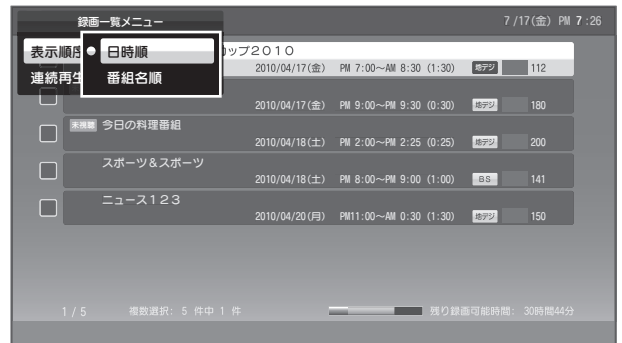 録画一覧メニュー
7/17(金) PM 7:26
表示順序 日時順
カップ2010
2010/04/17(金) PM 7:00～AM 8:30 (1:30) 地デジ 112
連続再生 番組名順
2010/04/17(金) PM 9:00～PM 9:30 (0:30) 地デジ 180
未視聴 今日の料理番組
2010/04/18(土) PM 2:00～PM 2:25 (0:25) 地デジ 200
スポーツ＆スポーツ
2010/04/18(土) PM 8:00～PM 9:00 (1:00) BS 141
ニュース123
2010/04/20(月) PM11:00～AM 0:30 (1:30) 地デジ 150
1/5 複数選択: 5 件中 1 件 残り録画可能時間: 30時間44分